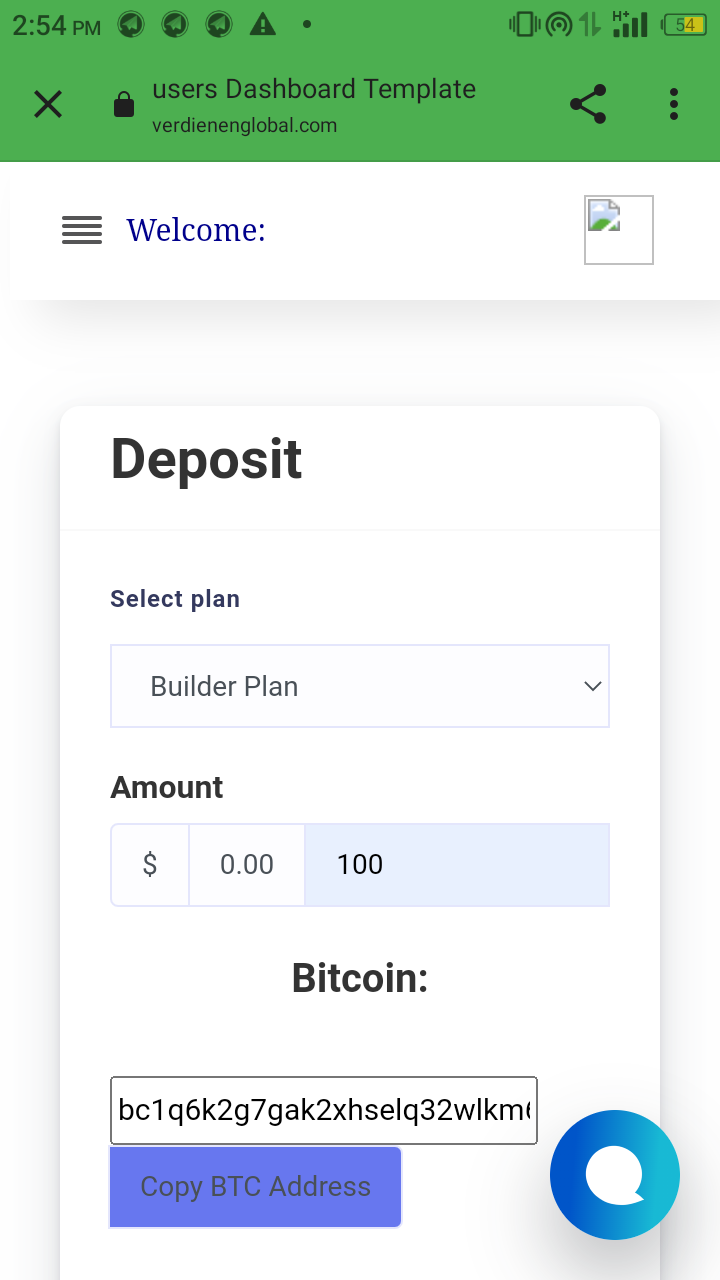 2:54 PM
H+
54
users Dashboard Template
verdienenglobal.com
Welcome:
Deposit
Select plan
Builder Plan
Amount
$ 0.00 100
Bitcoin:
bc1q6k2g7gak2xhselq32wlkm
Copy BTC Address